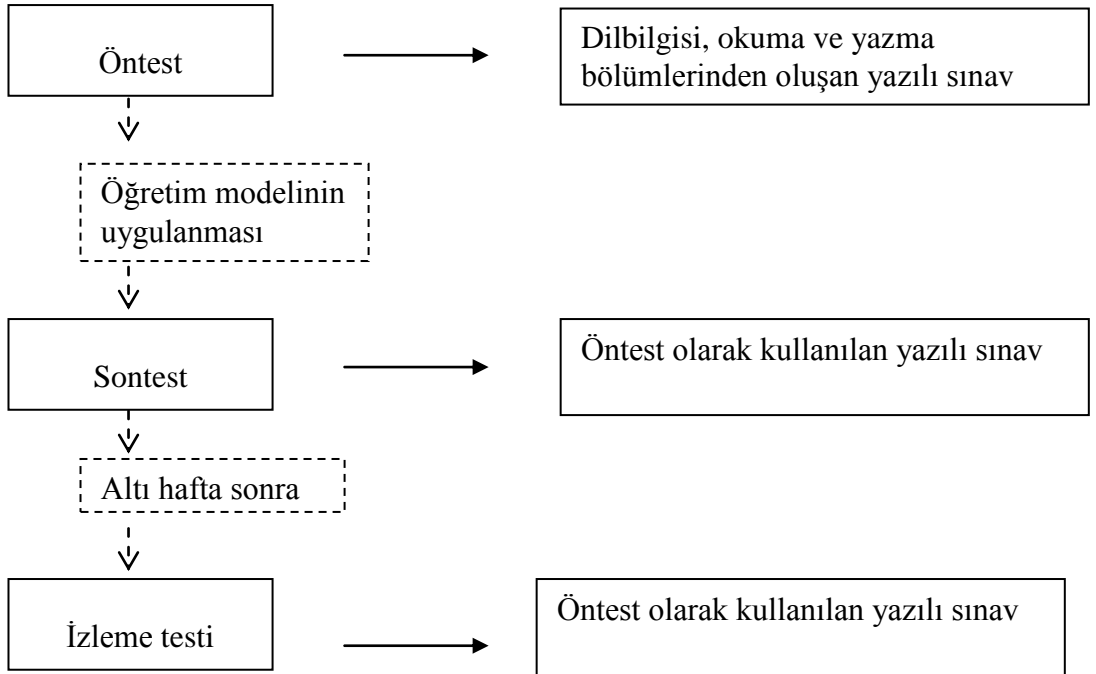 Öntest
Dilbilgisi, okuma ve yazma
bölümlerinden oluşan yazılı sınav
Öğretim modelinin
uygulanması
Sontest
Öntest olarak kullanılan yazılı sınav
Altı hafta sonra
İzleme testi
Öntest olarak kullanılan yazılı sınav